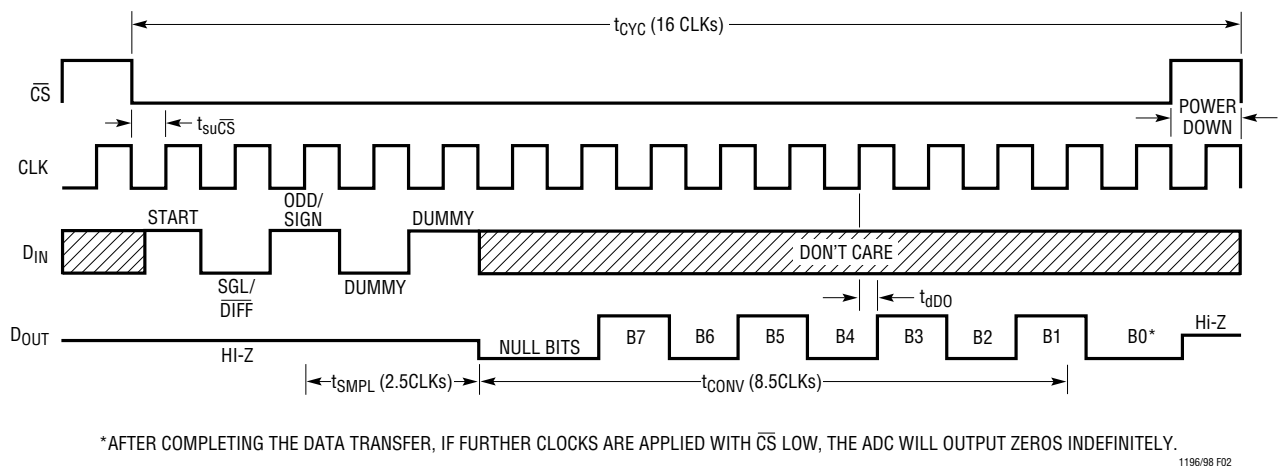 tCYC (16 CLKs)
CS
POWER
DOWN
tsuCS
CLK
START
ODD/
SIGN
DUMMY
DIN
DON'T CARE
SGL/
DIFF
DUMMY
tdDO
DOUT
HI-Z
NULL BITS
B7
B6
B5
B4
B3
B2
B1
B0*
Hi-Z
tSMPL (2.5CLKs)
tCONV (8.5CLKs)
*AFTER COMPLETING THE DATA TRANSFER, IF FURTHER CLOCKS ARE APPLIED WITH CS LOW, THE ADC WILL OUTPUT ZEROS INDEFINITELY.
1196/98 F02